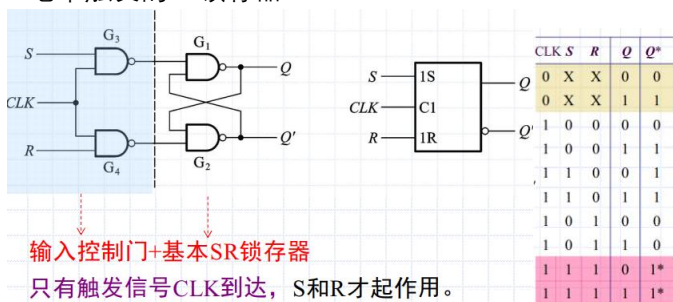 G₃
G₁
S
Q
CLK
R
Q'
G₄
G₂
S 1S Q
CLK C1
R 1R
CLK S R Q Q*
0 X X 0 0
0 X X 1 1
1 0 0 0 0
1 0 0 1 1
1 1 0 0 1
1 1 0 1 1
1 0 1 0 0
1 0 1 1 0
1 1 1 0 1*
1 1 1 1 1*
输入控制门+基本SR锁存器
只有触发信号CLK到达，S和R才起作用。